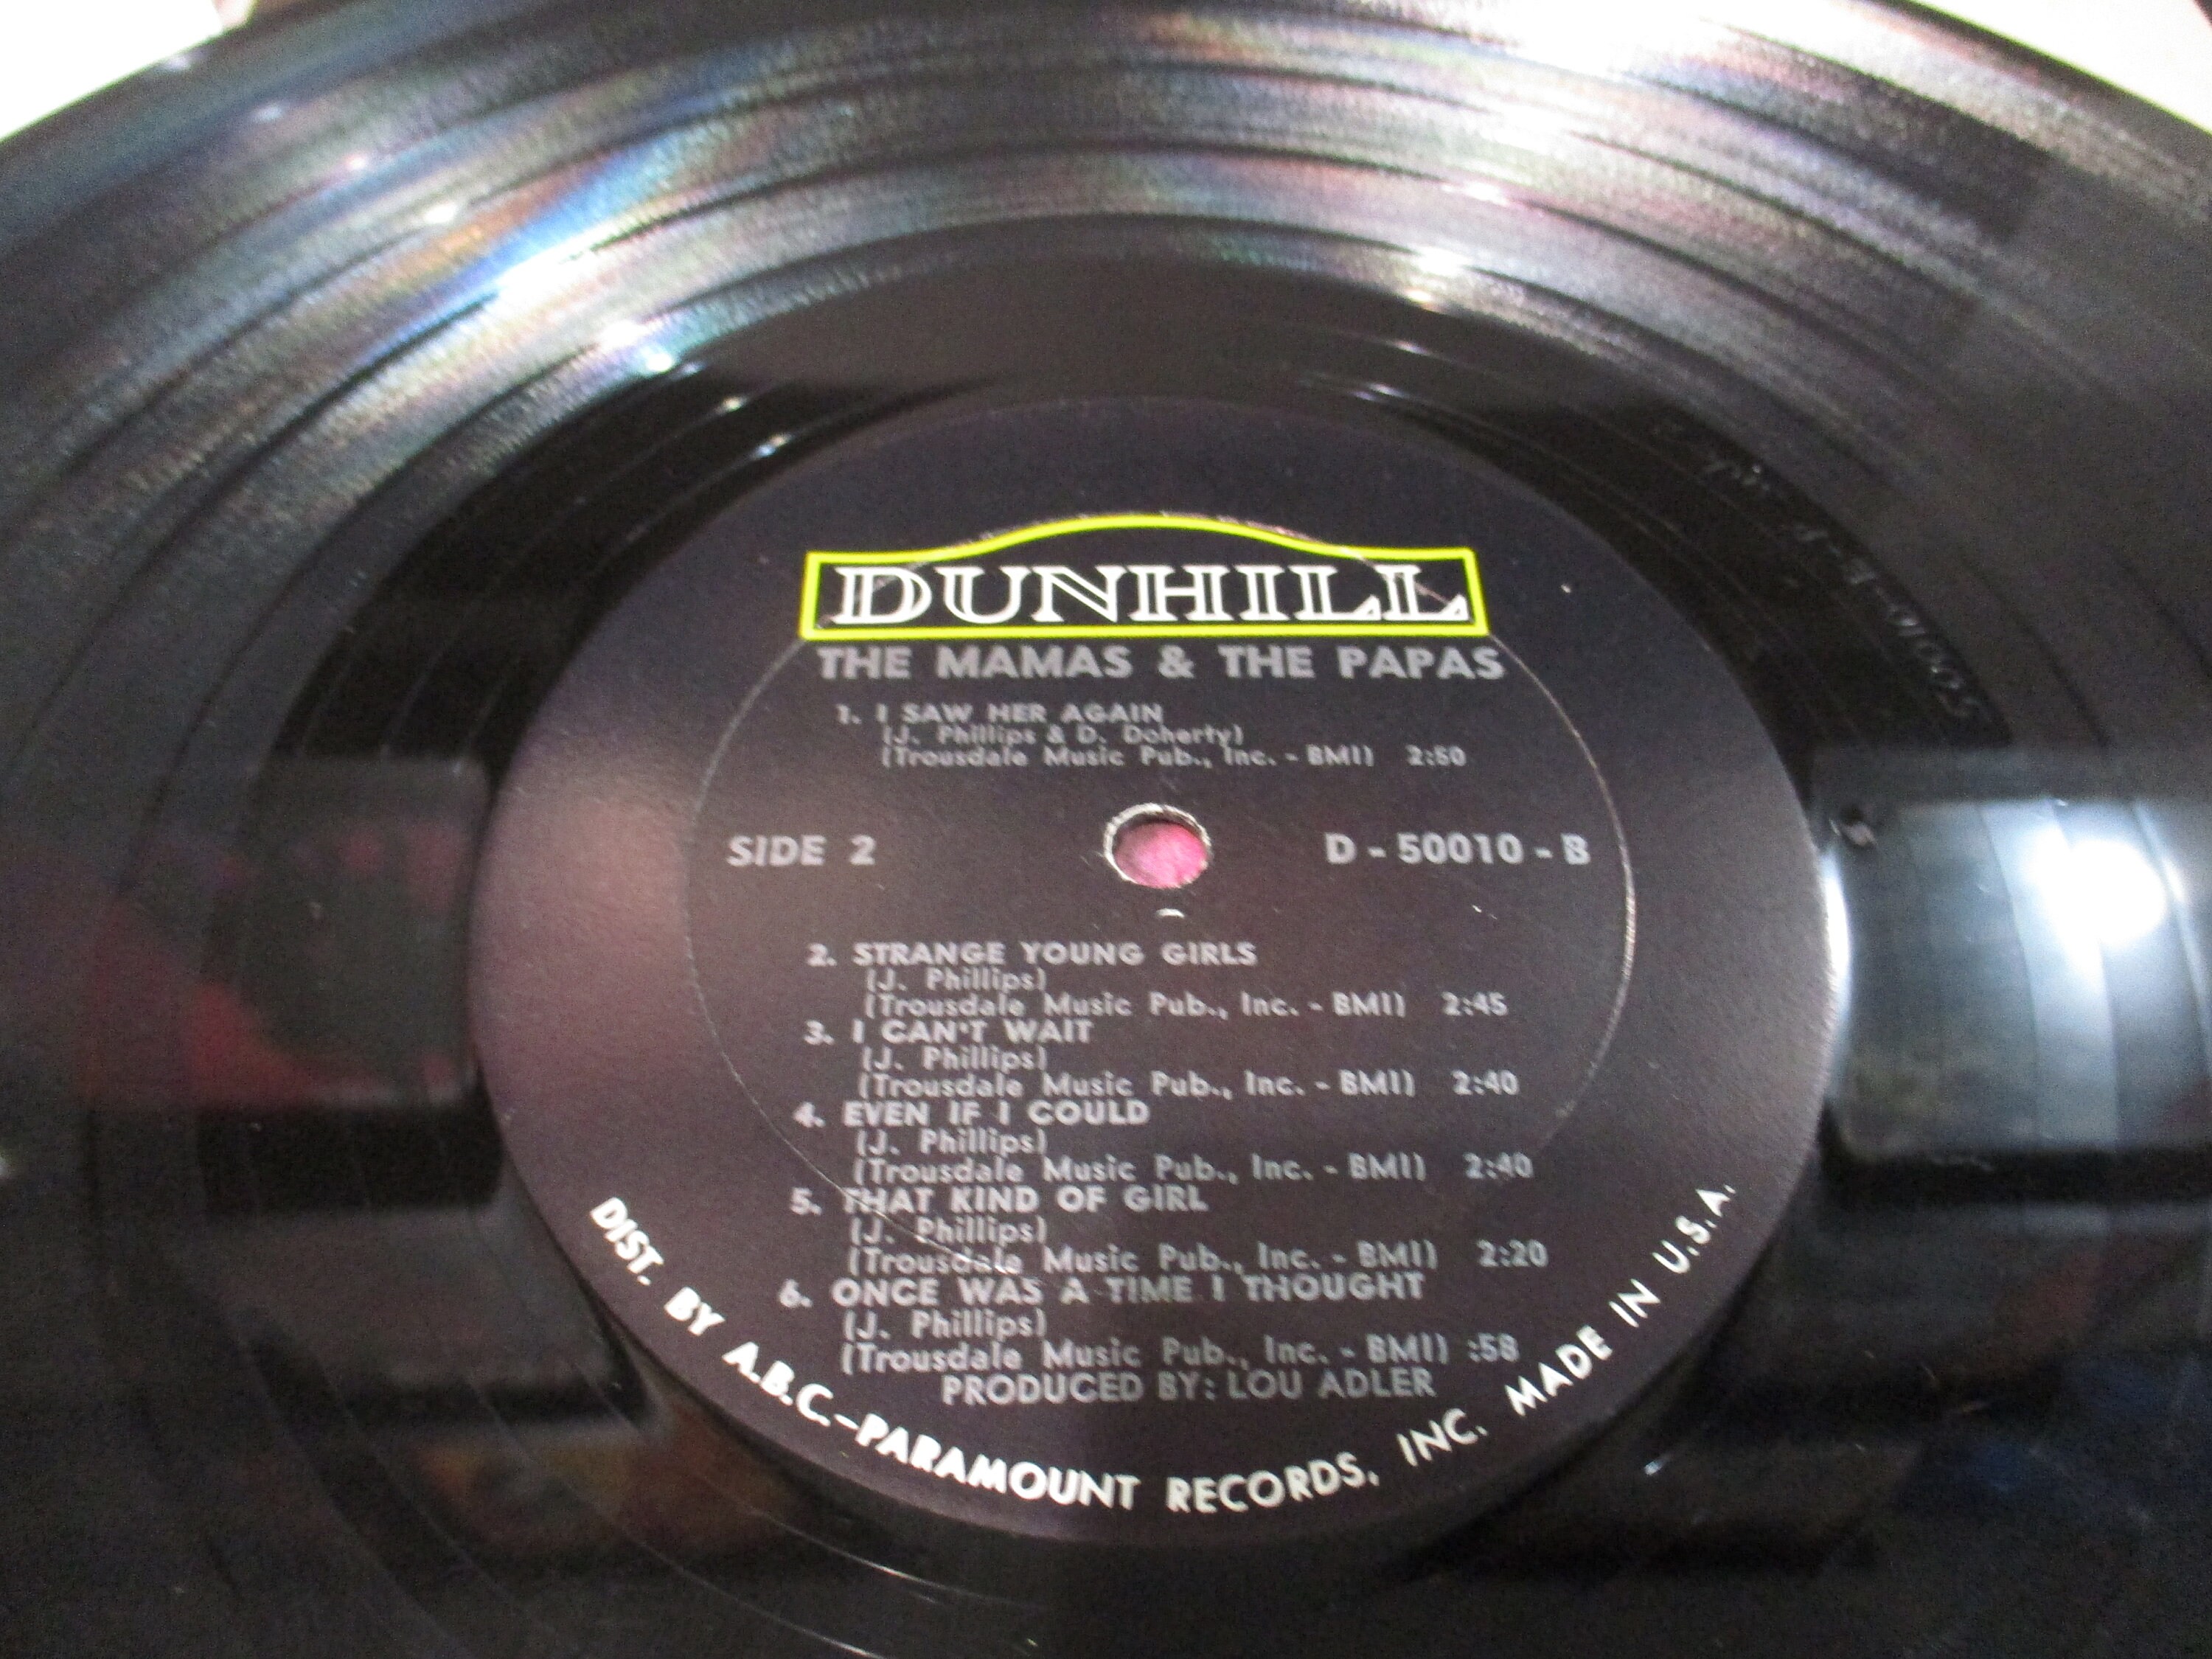 DUNHILL
THE MAMAS & THE PAPAS
1. I SAW HER AGAIN
(J. Phillips & D. Doherty)
(Trousdale Music Pub., Inc. - BMI) 2:50
SIDE 2
D - 50010 - B
2. STRANGE YOUNG GIRLS
(J. Phillips)
(Trousdale Music Pub., Inc. - BMI) 2:45
3. I CAN'T WAIT
(J. Phillips)
(Trousdale Music Pub., Inc. - BMI) 2:40
4. EVEN IF I COULD
(J. Phillips)
(Trousdale Music Pub., Inc. - BMI) 2:40
5. THAT KIND OF GIRL
(J. Phillips)
(Trousdale Music Pub., Inc. - BMI) 2:20
6. ONCE WAS A TIME I THOUGHT
(J. Phillips)
(Trousdale Music Pub., Inc. - BMI) :58
PRODUCED BY: LOU ADLER
DIST. BY A.B.C.-PARAMOUNT RECORDS, INC. MADE IN U.S.A.